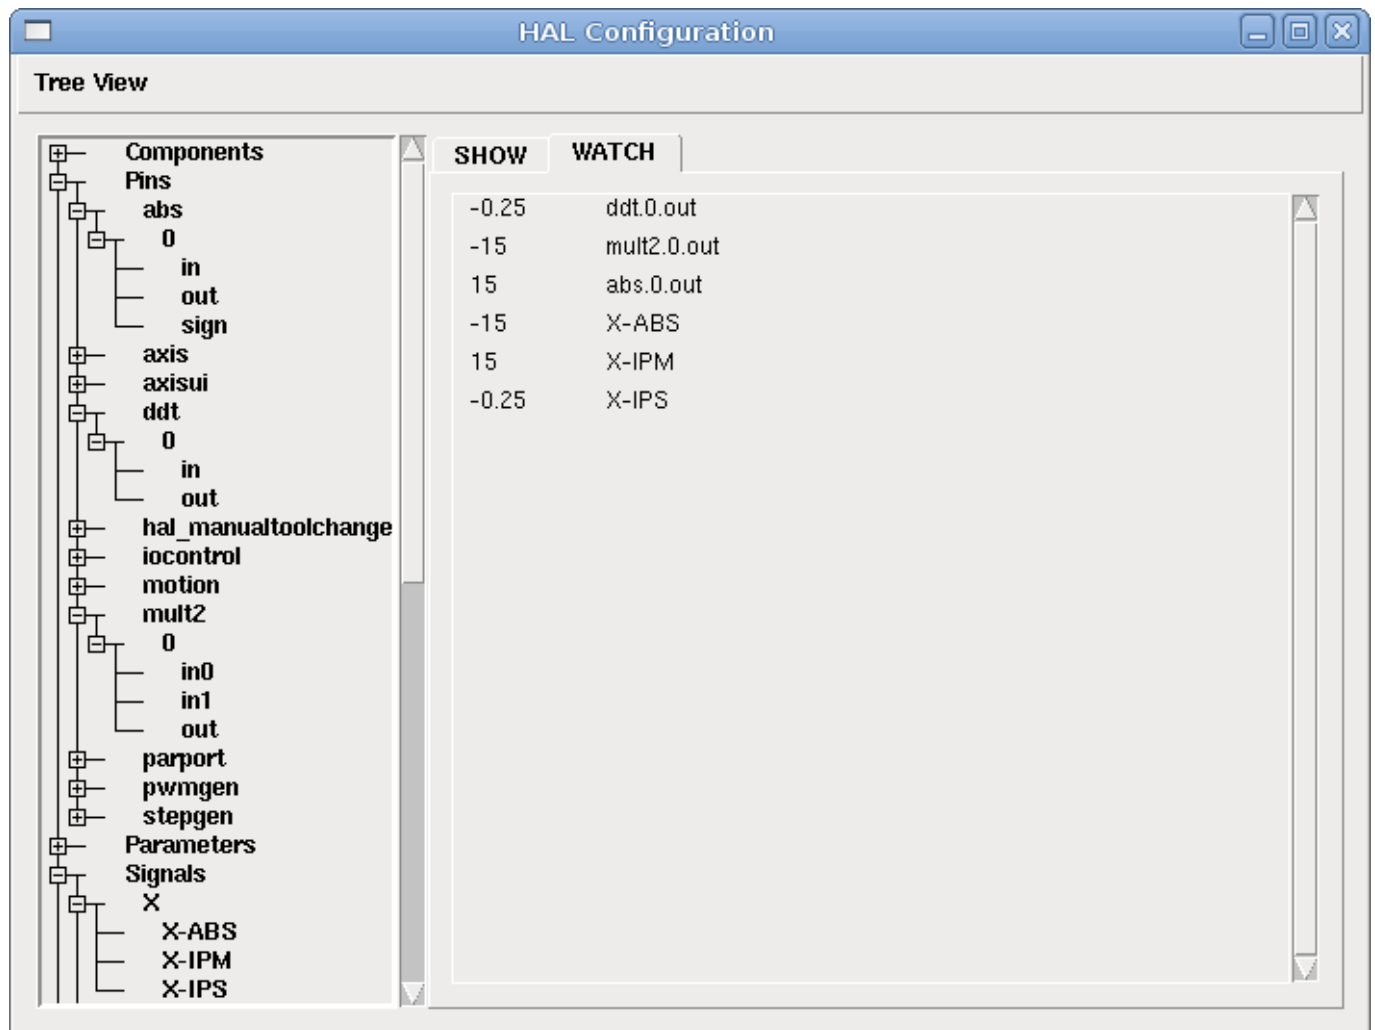 HAL Configuration
Tree View
Components
Pins
abs
0
in
out
sign
axis
axisui
ddt
0
in
out
hal_manualtoolchange
iocontrol
motion
mult2
0
in0
in1
out
parport
pwmgen
stepgen
Parameters
Signals
X
X-ABS
X-IPM
X-IPS
SHOW WATCH
-0.25 ddt.0.out
-15 mult2.0.out
15 abs.0.out
-15 X-ABS
15 X-IPM
-0.25 X-IPS